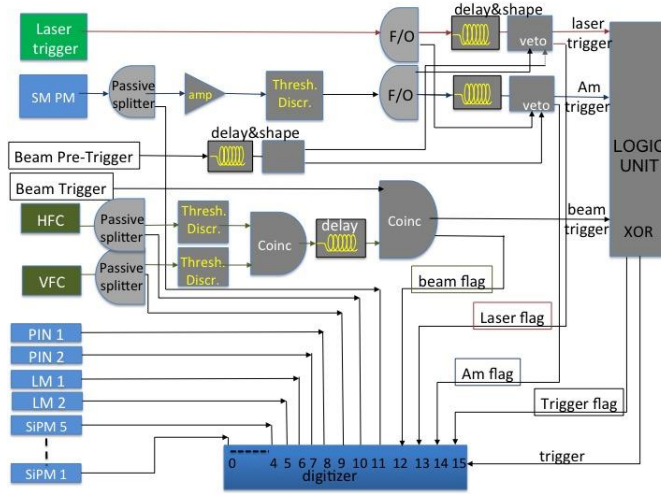 delay&shape
Laser
trigger
F/O
veto
laser
trigger
SM PM
Passive
splitter
amp
Thresh.
Discr.
F/O
veto
Am
trigger
delay&shape
Beam Pre-Trigger
LOGIC
UNIT
Beam Trigger
HFC
Passive
splitter
Thresh.
Discr.
Coinc
delay
Coinc
beam
trigger
XOR
VFC
Passive
splitter
Thresh.
Discr.
beam flag
Laser flag
PIN 1
PIN 2
LM 1
Am flag
LM 2
Trigger flag
SiPM 5
SiPM 1
0 4 5 6 7 8 9 10 11 12 13 14 15
digitizer
trigger